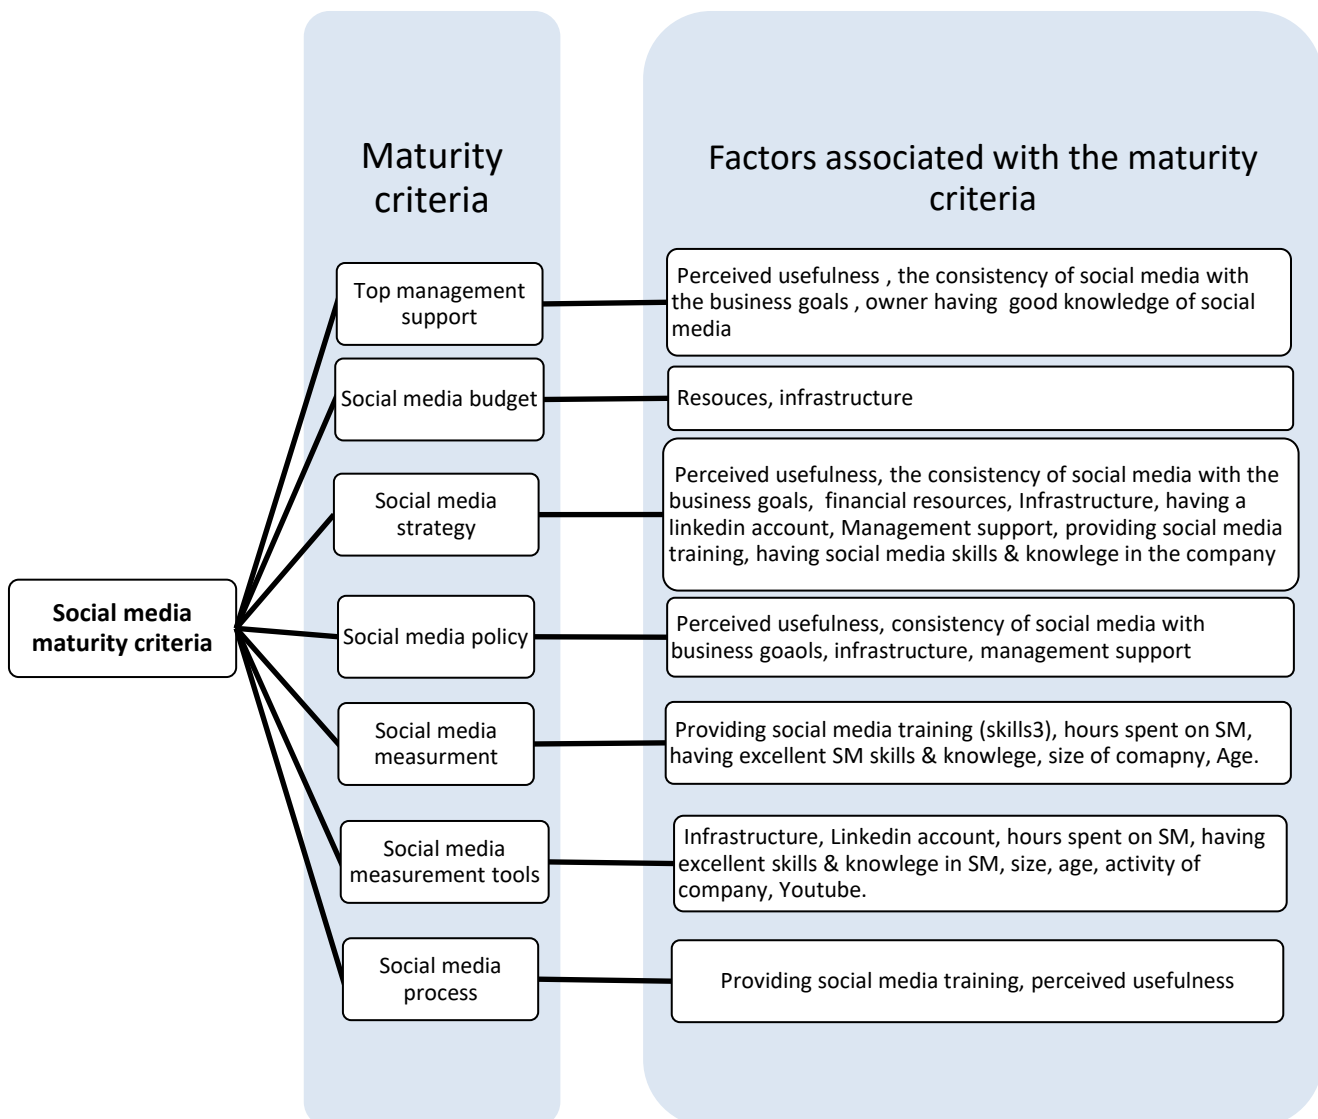 Maturity
criteria
Factors associated with the maturity
criteria
Social media
maturity criteria
Top management
support
Perceived usefulness , the consistency of social media with
the business goals , owner having  good knowledge of social
media
Social media budget
Resouces, infrastructure
Social media
strategy
Perceived usefulness, the consistency of social media with the
business goals,  financial resources, Infrastructure, having a
linkedin account, Management support, providing social media
training, having social media skills & knowlege in the company
Social media policy
Perceived usefulness, consistency of social media with
business goaols, infrastructure, management support
Social media
measurment
Providing social media training (skills3), hours spent on SM,
having excellent SM skills & knowlege, size of comapny, Age.
Social media
measurement tools
Infrastructure, Linkedin account, hours spent on SM, having
excellent skills & knowlege in SM, size, age, activity of
company, Youtube.
Social media
process
Providing social media training, perceived usefulness